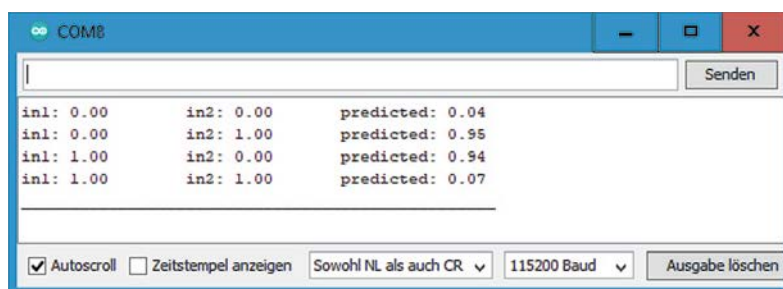 COM8
Senden
in1: 0.00 in2: 0.00 predicted: 0.04
in1: 0.00 in2: 1.00 predicted: 0.95
in1: 1.00 in2: 0.00 predicted: 0.94
in1: 1.00 in2: 1.00 predicted: 0.07
Autoscroll Zeitstempel anzeigen Sowohl NL als auch CR 115200 Baud Ausgabe löschen